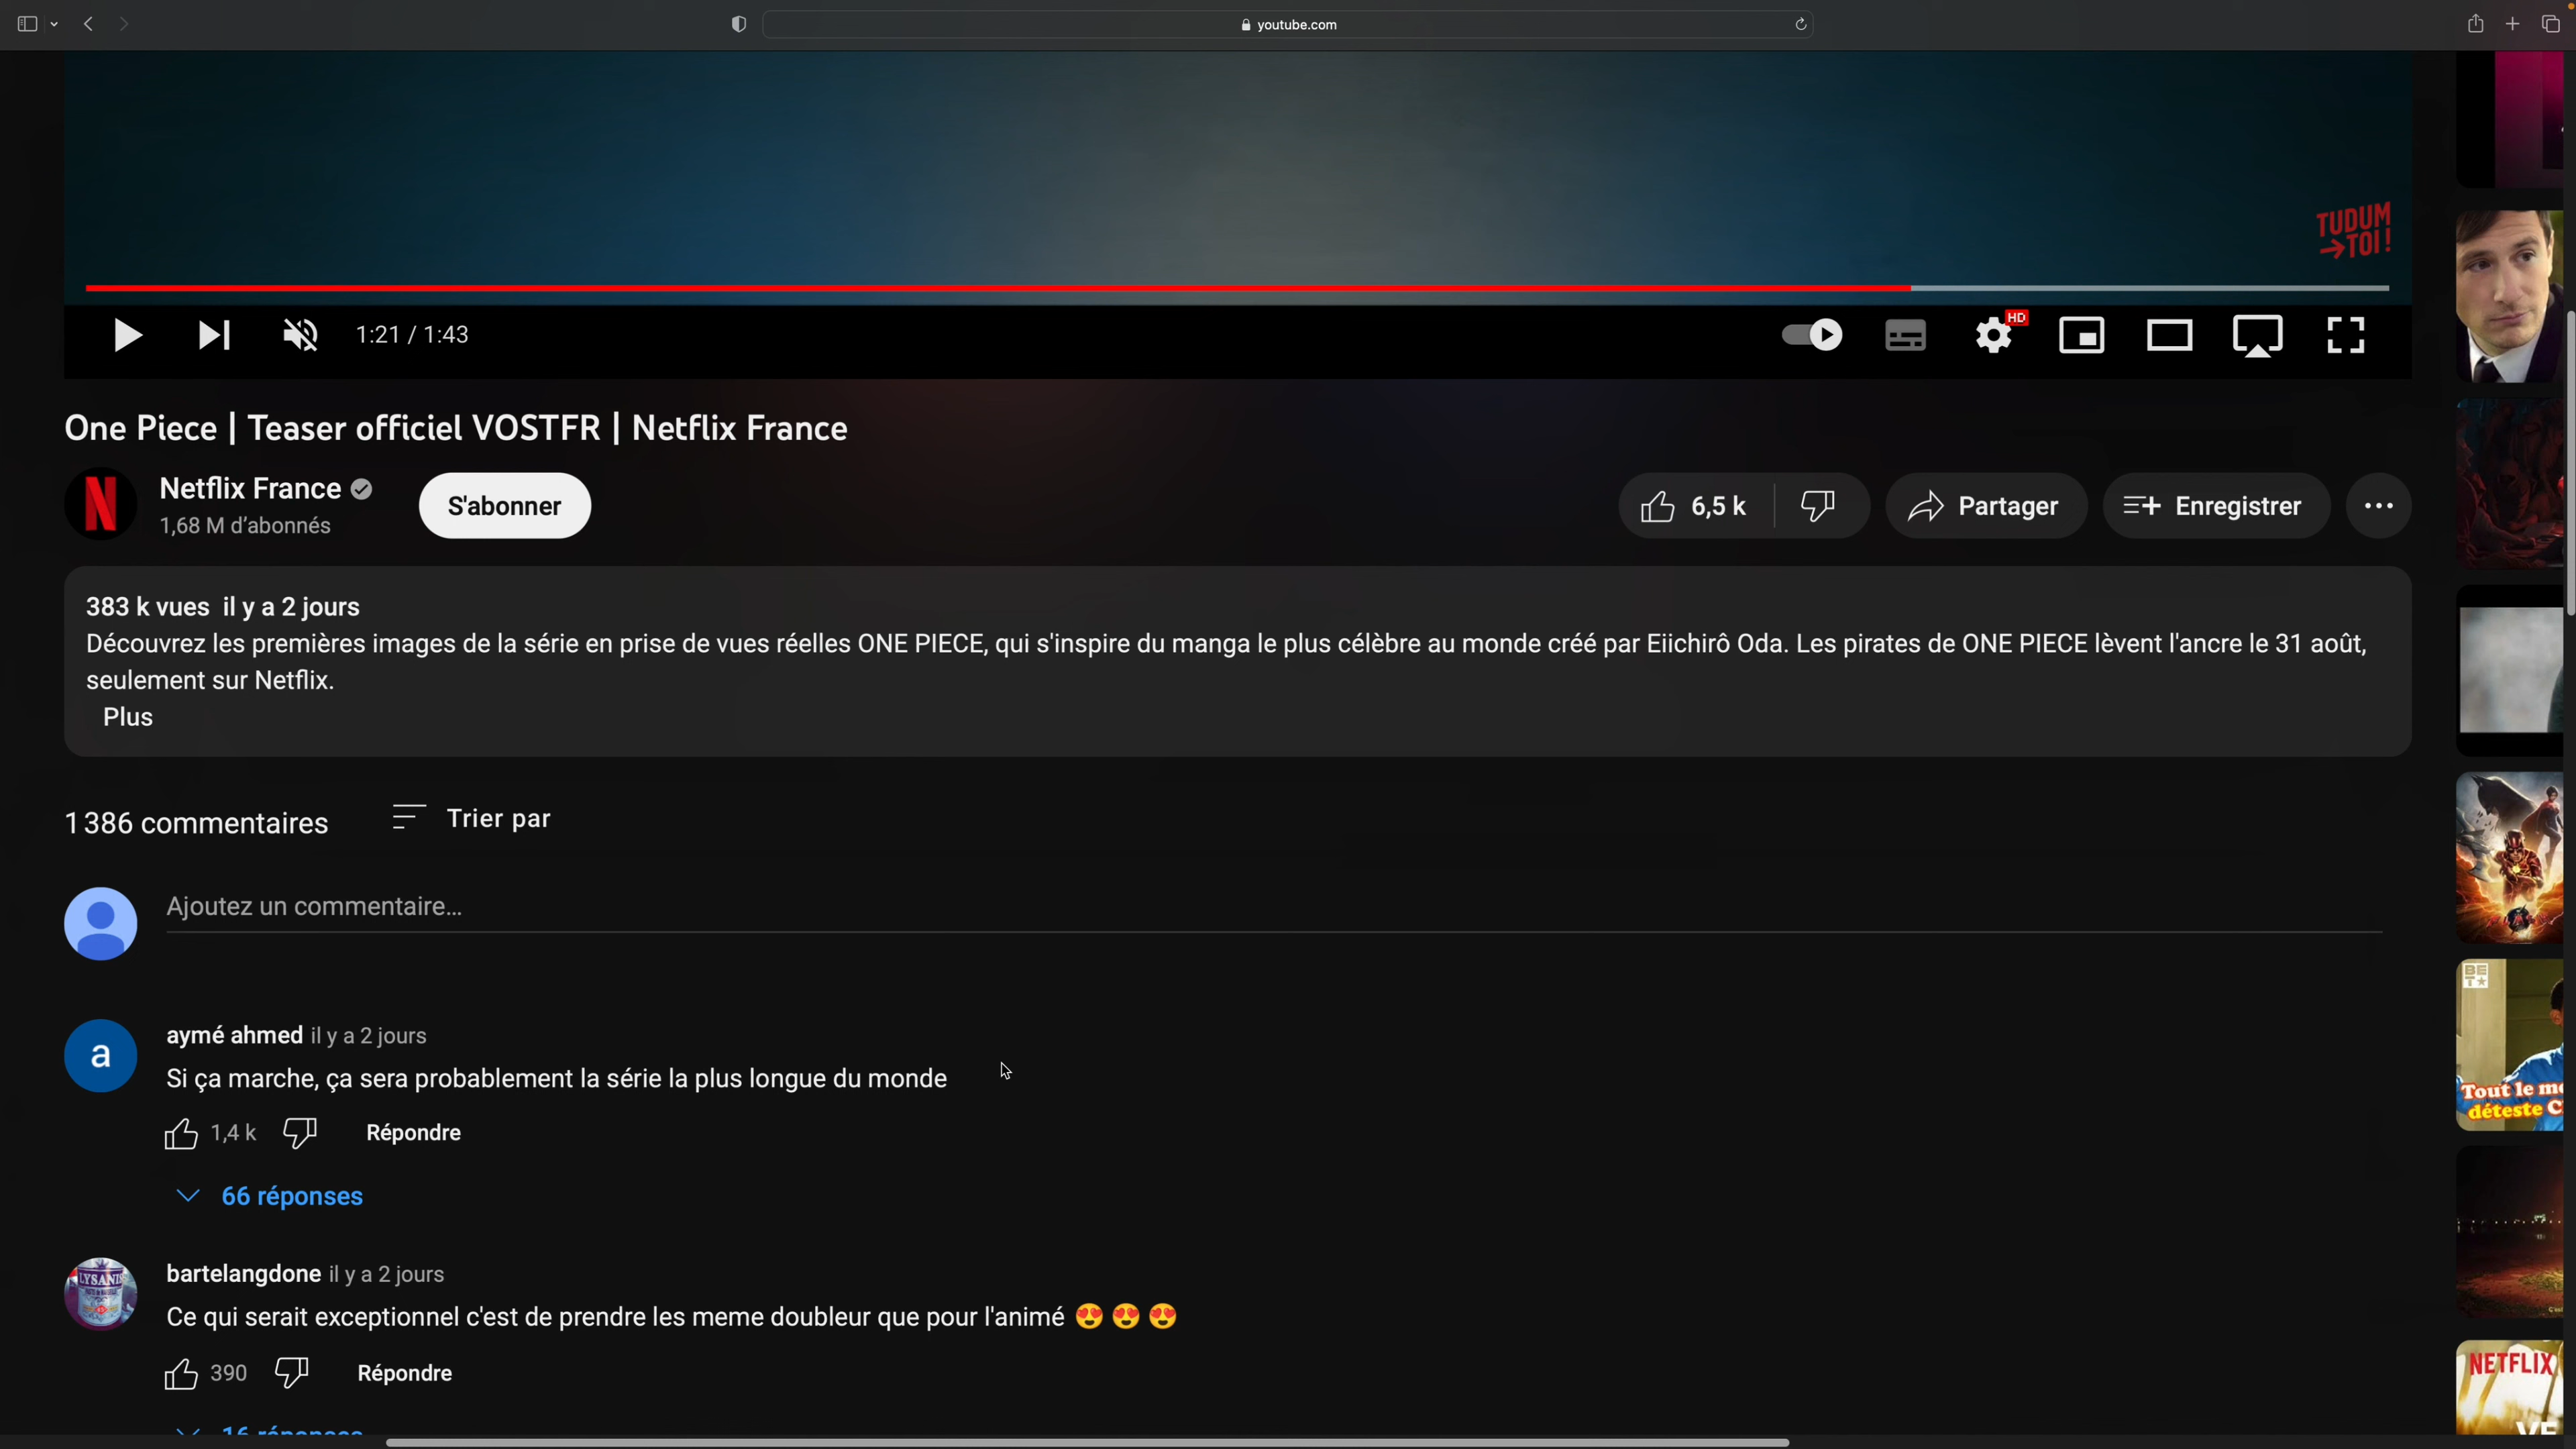 youtube.com
TUDUM
TOI !
1:21 / 1:43
HD
One Piece | Teaser officiel VOSTFR | Netflix France
Netflix France
1,68 M d’abonnés
S'abonner
6,5 k
Partager
Enregistrer
383 k vues il y a 2 jours
Découvrez les premières images de la série en prise de vues réelles ONE PIECE, qui s'inspire du manga le plus célèbre au monde créé par Eiichirô Oda. Les pirates de ONE PIECE lèvent l'ancre le 31 août,
seulement sur Netflix.
Plus
1 386 commentaires
Trier par
Ajoutez un commentaire...
a
aymé ahmed il y a 2 jours
Si ça marche, ça sera probablement la série la plus longue du monde
1,4 k
Répondre
66 réponses
bartelangdone il y a 2 jours
Ce qui serait exceptionnel c'est de prendre les meme doubleur que pour l'animé 😍 😍 😍
390
Répondre
16 réponses
BET
Tout le
déteste
NETFLIX